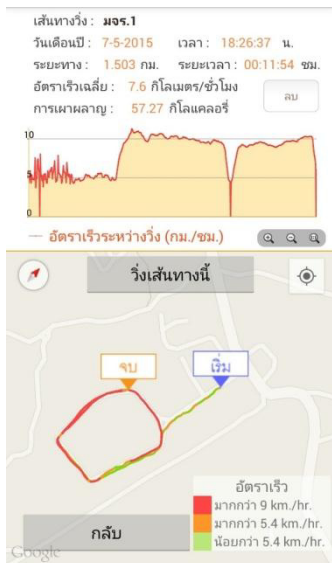 เส้นทางวิ่ง : มจร.1
วันเดือนปี : 7-5-2015 เวลา : 18:26:37 น.
ระยะทาง : 1.503 กม. ระยะเวลา : 00:11:54 ชม.
อัตราเร็วเฉลี่ย : 7.6 กิโลเมตร/ชั่วโมง
การเผาผลาญ : 57.27 กิโลแคลอรี่
ลบ
10
5
0
อัตราเร็วระหว่างวิ่ง (กม./ชม.)
วิ่งเส้นทางนี้
จบ
เริ่ม
อัตราเร็ว
มากกว่า 9 km./hr.
มากกว่า 5.4 km./hr.
น้อยกว่า 5.4 km./hr.
กลับ
Google